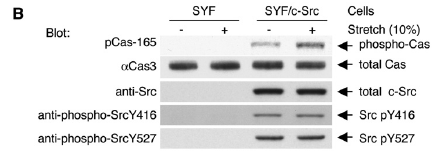 B
SYF SYF/c-Src Cells
Blot: - + - + Stretch (10%)
pCas-165 phospho-Cas
αCas3 total Cas
anti-Src total c-Src
anti-phospho-SrcY416 Src pY416
anti-phospho-SrcY527 Src pY527